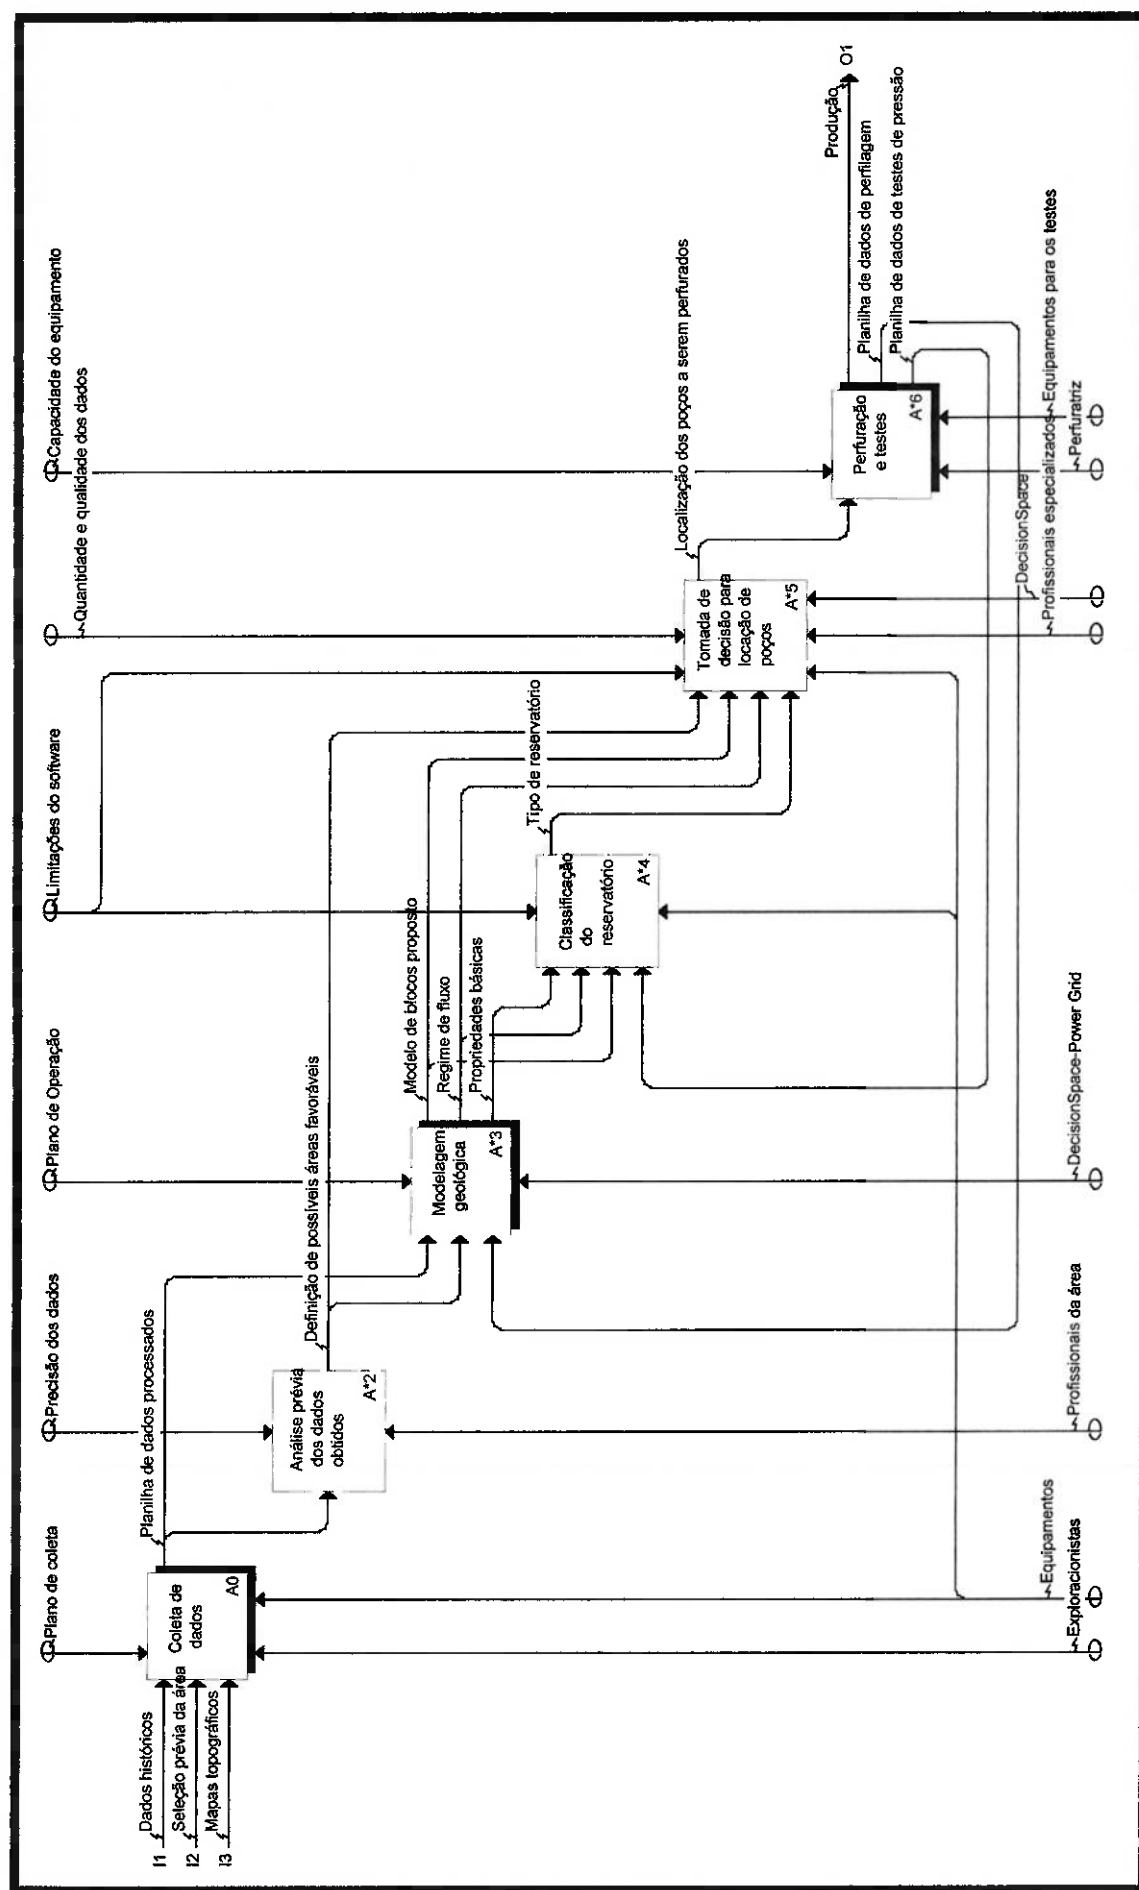 Plano de coleta
Precisão dos dados
Plano de Operação
Limitações do software
Quantidade e qualidade dos dados
Capacidade do equipamento
I1
Dados históricos
I2
Seleção prévia da área
I3
Mapas topográficos
Coleta de
dados
A0
Planilha de dados processados
Análise prévia
dos dados
obtidos
A*2
Definição de possíveis áreas favoráveis
Modelagem
geológica
A*3
Modelo de blocos proposto
Regime de fluxo
Propriedades básicas
Classificação
do
reservatório
A*4
Tipo de reservatório
Tomada de
decisão para
locação de
poços
A*5
Localização dos poços a serem perfurados
Perfuração
e testes
A*6
Produção
O1
Planilha de dados de perfilagem
Planilha de dados de testes de pressão
Exploracionistas
Equipamentos
Profissionais da área
DecisionSpace-Power Grid
Profissionais especializados
DecisionSpace
Perfuratriz
Equipamentos para os testes